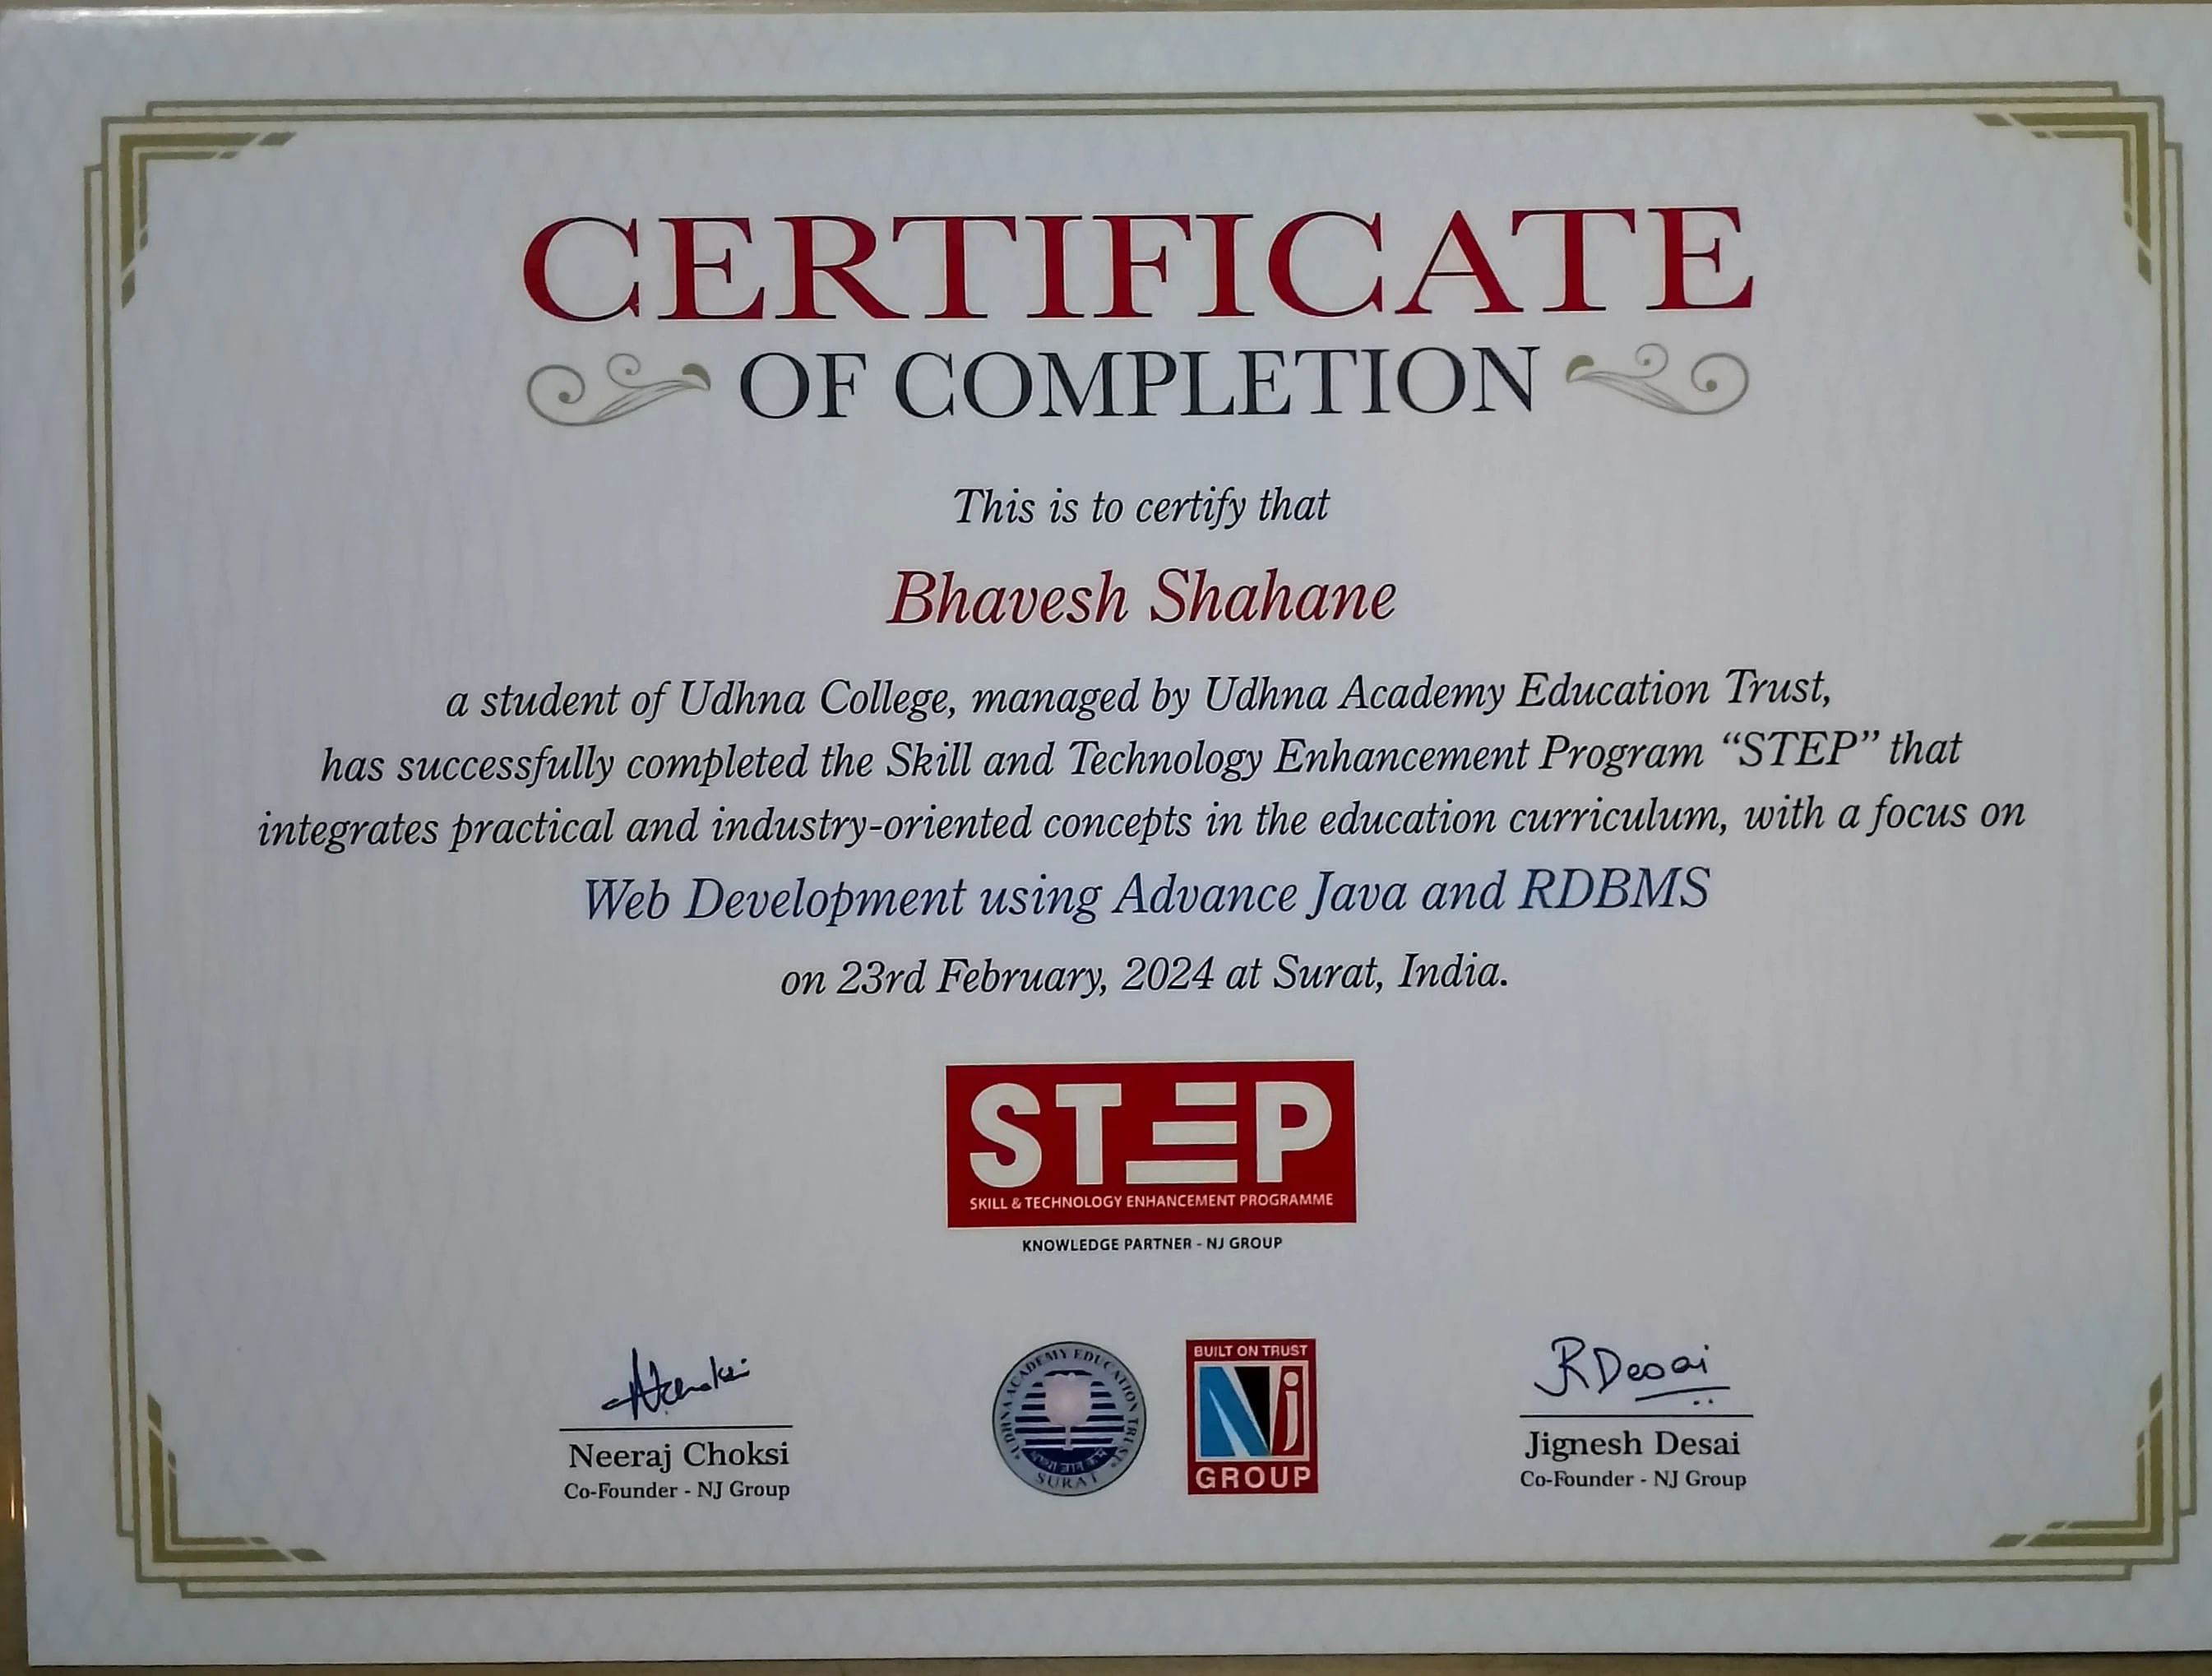 CERTIFICATE
OF COMPLETION
This is to certify that
Bhavesh Shahane
a student of Udhna College, managed by Udhna Academy Education Trust,
has successfully completed the Skill and Technology Enhancement Program “STEP” that
integrates practical and industry-oriented concepts in the education curriculum, with a focus on
Web Development using Advance Java and RDBMS
on 23rd February, 2024 at Surat, India.
STEP
SKILL & TECHNOLOGY ENHANCEMENT PROGRAMME
KNOWLEDGE PARTNER - NJ GROUP
Neeraj Choksi
Co-Founder - NJ Group
UDHNA ACADEMY EDUCATION TRUST
SURAT
BUILT ON TRUST
Nj
GROUP
JRDesai
Jignesh Desai
Co-Founder - NJ Group